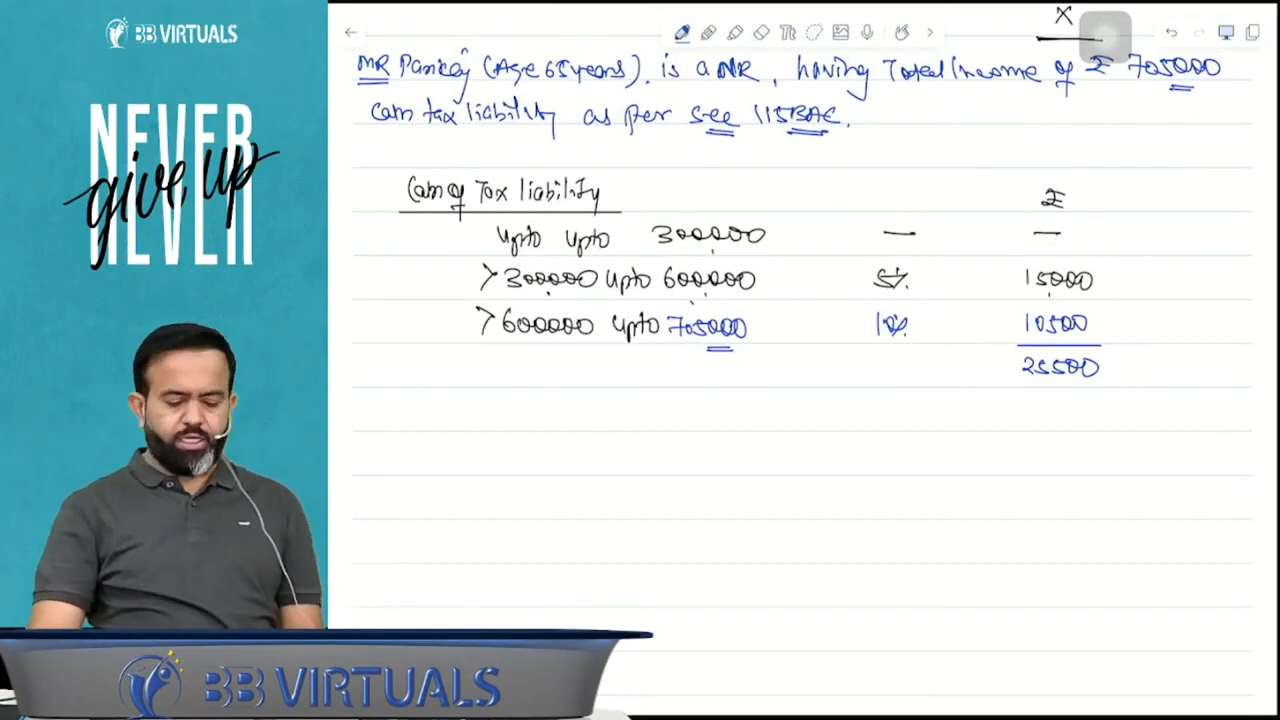 BB VIRTUALS
NEVER
give up
NEVER
X
MR Pankaj (Age 65 years). is a NR, having Total Income of ₹ 705000
Com tax liability as per sec 115BAC.
Com of Tax liability
₹
upto upto 300000 — —
>300000 upto 600000 5% 15000
>600000 upto 705000 10% 10500
25500
BB VIRTUALS